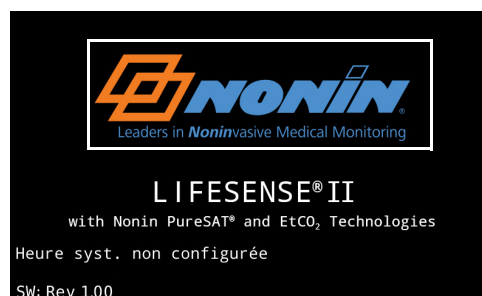 NONIN®
Leaders in Noninvasive Medical Monitoring
LIFESENSE® II
with Nonin PureSAT® and EtCO₂ Technologies
Heure syst. non configurée
SW: Rev 1.00